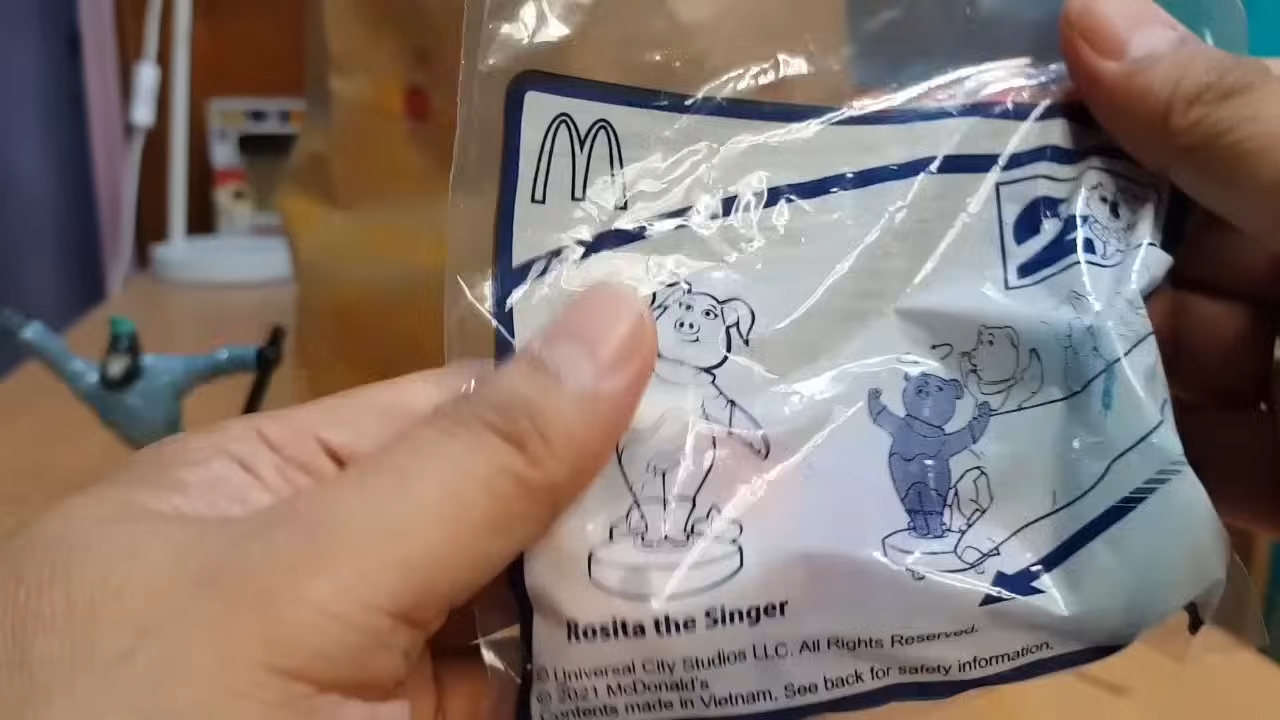 2
Rosita the Singer
© Universal City Studios LLC. All Rights Reserved.
© 2021 McDonald's
Contents made in Vietnam. See back for safety information.